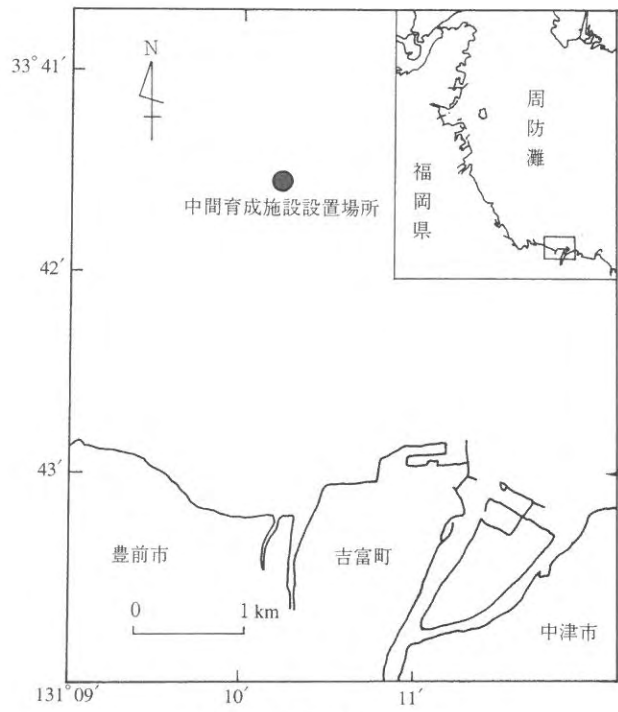 33°41′
N
周防灘
福岡県
中間育成施設設置場所
42′
43′
豊前市
吉富町
0 1 km
中津市
131°09′ 10′ 11′